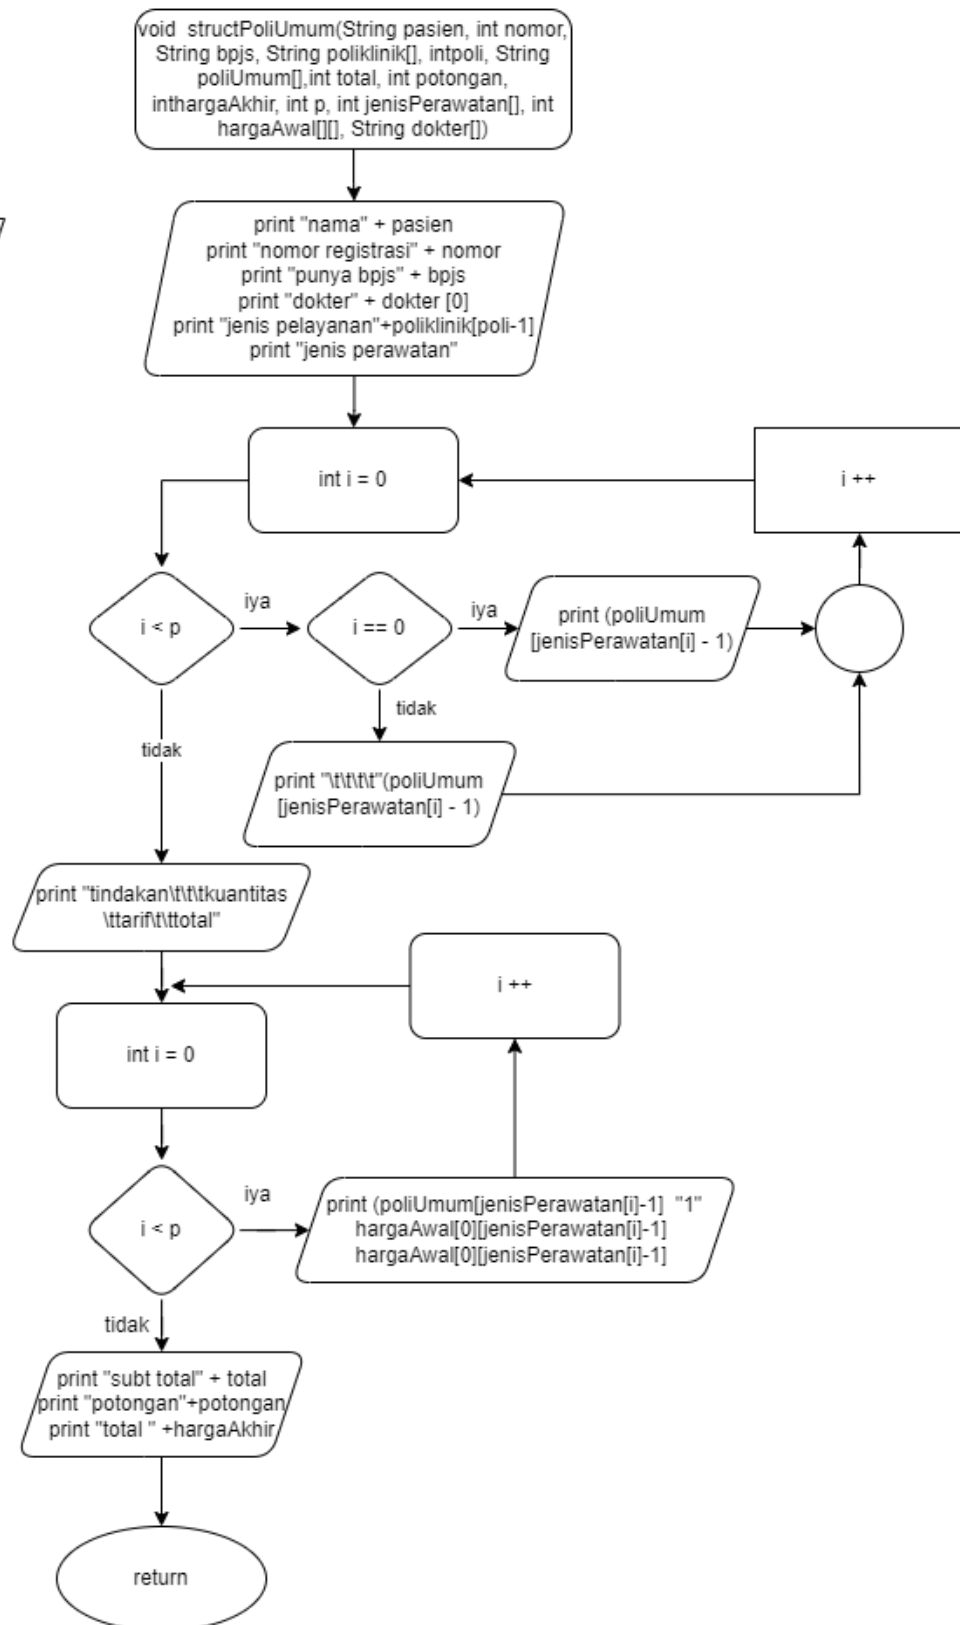 void structPoliUmum(String pasien, int nomor,
String bpjs, String poliklinik[], intpoli, String
poliUmum[],int total, int potongan,
inthargaAkhir, int p, int jenisPerawatan[], int
hargaAwal[][], String dokter[])
print "nama" + pasien
print "nomor registrasi" + nomor
print "punya bpjs" + bpjs
print "dokter" + dokter [0]
print "jenis pelayanan"+poliklinik[poli-1]
print "jenis perawatan"
int i = 0
i ++
i < p
iya
i == 0
iya
print (poliUmum
[jenisPerawatan[i] - 1)
tidak
tidak
print "\t\t\t\t"(poliUmum
[jenisPerawatan[i] - 1)
print "tindakan\t\t\tkuantitas
\ttarif\t\ttotal"
i ++
int i = 0
i < p
iya
print (poliUmum[jenisPerawatan[i]-1] "1"
hargaAwal[0][jenisPerawatan[i]-1]
hargaAwal[0][jenisPerawatan[i]-1]
tidak
print "subt total" + total
print "potongan"+potongan
print "total " +hargaAkhir
return